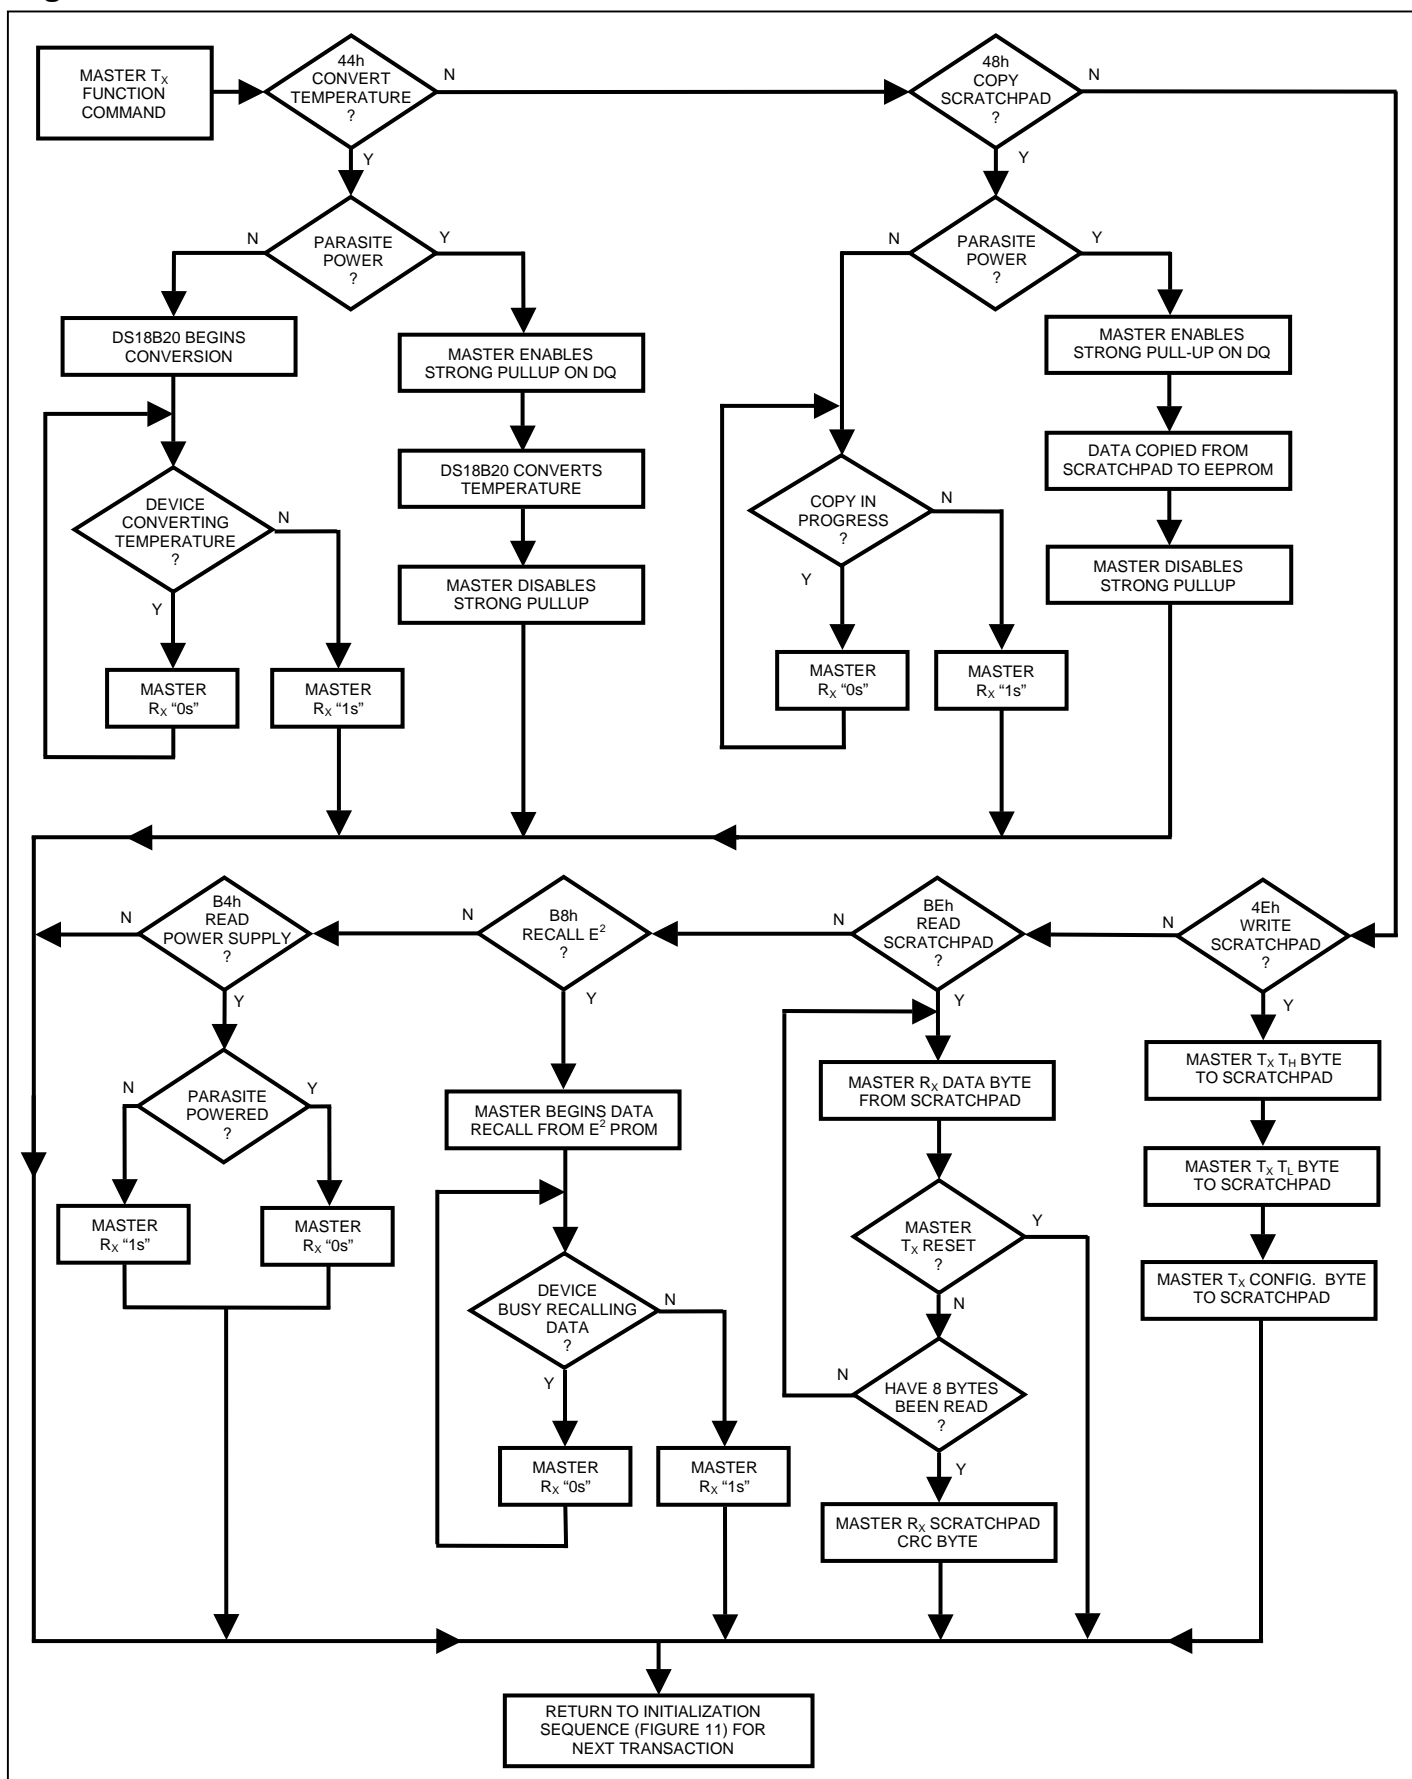 MASTER TX
FUNCTION
COMMAND
44h
CONVERT
TEMPERATURE
?
N
Y
48h
COPY
SCRATCHPAD
?
N
Y
PARASITE
POWER
?
N
Y
DS18B20 BEGINS
CONVERSION
MASTER ENABLES
STRONG PULLUP ON DQ
DEVICE
CONVERTING
TEMPERATURE
?
N
Y
DS18B20 CONVERTS
TEMPERATURE
MASTER DISABLES
STRONG PULLUP
MASTER
RX “0s”
MASTER
RX “1s”
PARASITE
POWER
?
N
Y
MASTER ENABLES
STRONG PULL-UP ON DQ
DATA COPIED FROM
SCRATCHPAD TO EEPROM
COPY IN
PROGRESS
?
N
Y
MASTER DISABLES
STRONG PULLUP
MASTER
RX “0s”
MASTER
RX “1s”
B4h
READ
POWER SUPPLY
?
N
Y
B8h
RECALL E2
?
N
Y
BEh
READ
SCRATCHPAD
?
N
Y
4Eh
WRITE
SCRATCHPAD
?
N
Y
PARASITE
POWERED
?
N
Y
MASTER
RX “1s”
MASTER
RX “0s”
MASTER BEGINS DATA
RECALL FROM E2 PROM
DEVICE
BUSY RECALLING
DATA
?
N
Y
MASTER
RX “0s”
MASTER
RX “1s”
MASTER RX DATA BYTE
FROM SCRATCHPAD
MASTER
TX RESET
?
Y
N
HAVE 8 BYTES
BEEN READ
?
N
Y
MASTER RX SCRATCHPAD
CRC BYTE
MASTER TX TH BYTE
TO SCRATCHPAD
MASTER TX TL BYTE
TO SCRATCHPAD
MASTER TX CONFIG. BYTE
TO SCRATCHPAD
RETURN TO INITIALIZATION
SEQUENCE (FIGURE 11) FOR
NEXT TRANSACTION